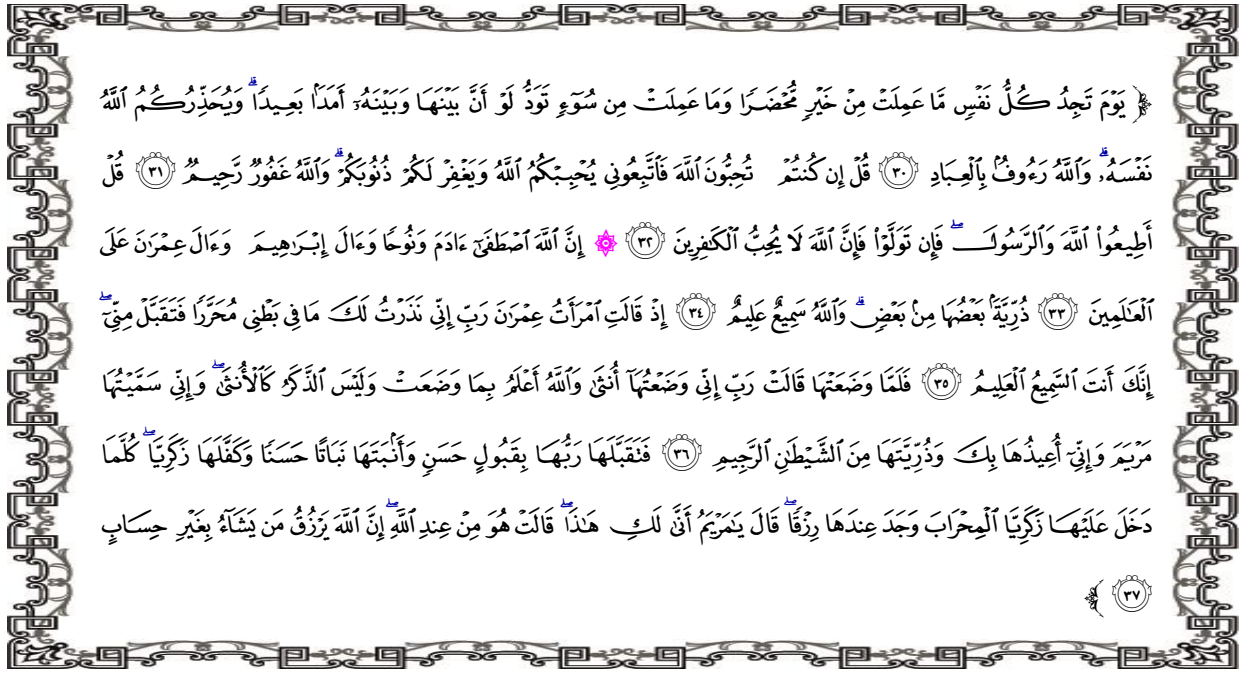 ﴿ يَوْمَ تَجِدُ كُلُّ نَفْسٍ مَّا عَمِلَتْ مِنْ خَيْرٍ مُّحْضَرًا وَمَا عَمِلَتْ مِن سُوٓءٍ تَوَدُّ لَوْ أَنَّ بَيْنَهَا وَبَيْنَهُۥٓ أَمَدَۢا بَعِيدًاۗ وَيُحَذِّرُكُمُ ٱللَّهُ
نَفْسَهُۥۗ وَٱللَّهُ رَءُوفُۢ بِٱلْعِبَادِ ٣٠ قُلْ إِن كُنتُمْ تُحِبُّونَ ٱللَّهَ فَٱتَّبِعُونِى يُحْبِبْكُمُ ٱللَّهُ وَيَغْفِرْ لَكُمْ ذُنُوبَكُمْۗ وَٱللَّهُ غَفُورٌ رَّحِيمٌ ٣١ قُلْ
أَطِيعُوا۟ ٱللَّهَ وَٱلرَّسُولَۖ فَإِن تَوَلَّوْا۟ فَإِنَّ ٱللَّهَ لَا يُحِبُّ ٱلْكَٰفِرِينَ ٣٢ ۞ إِنَّ ٱللَّهَ ٱصْطَفَىٰٓ ءَادَمَ وَنُوحًا وَءَالَ إِبْرَٰهِيمَ وَءَالَ عِمْرَٰنَ عَلَى
ٱلْعَٰلَمِينَ ٣٣ ذُرِّيَّةَۢ بَعْضُهَا مِنۢ بَعْضٍۗ وَٱللَّهُ سَمِيعٌ عَلِيمٌ ٣٤ إِذْ قَالَتِ ٱمْرَأَتُ عِمْرَٰنَ رَبِّ إِنِّى نَذَرْتُ لَكَ مَا فِى بَطْنِى مُحَرَّرًا فَتَقَبَّلْ مِنِّىٓۖ
إِنَّكَ أَنتَ ٱلسَّمِيعُ ٱلْعَلِيمُ ٣٥ فَلَمَّا وَضَعَتْهَا قَالَتْ رَبِّ إِنِّى وَضَعْتُهَآ أُنثَىٰ وَٱللَّهُ أَعْلَمُ بِمَا وَضَعَتْ وَلَيْسَ ٱلذَّكَرُ كَٱلْأُنثَىٰۖ وَإِنِّى سَمَّيْتُهَا
مَرْيَمَ وَإِنِّىٓ أُعِيذُهَا بِكَ وَذُرِّيَّتَهَا مِنَ ٱلشَّيْطَٰنِ ٱلرَّجِيمِ ٣٦ فَتَقَبَّلَهَا رَبُّهَا بِقَبُولٍ حَسَنٍ وَأَنۢبَتَهَا نَبَاتًا حَسَنًا وَكَفَّلَهَا زَكَرِيَّاۖ كُلَّمَا
دَخَلَ عَلَيْهَا زَكَرِيَّا ٱلْمِحْرَابَ وَجَدَ عِندَهَا رِزْقًاۖ قَالَ يَٰمَرْيَمُ أَنَّىٰ لَكِ هَٰذَاۖ قَالَتْ هُوَ مِنْ عِندِ ٱللَّهِۖ إِنَّ ٱللَّهَ يَرْزُقُ مَن يَشَآءُ بِغَيْرِ حِسَابٍ
٣٧ ﴾